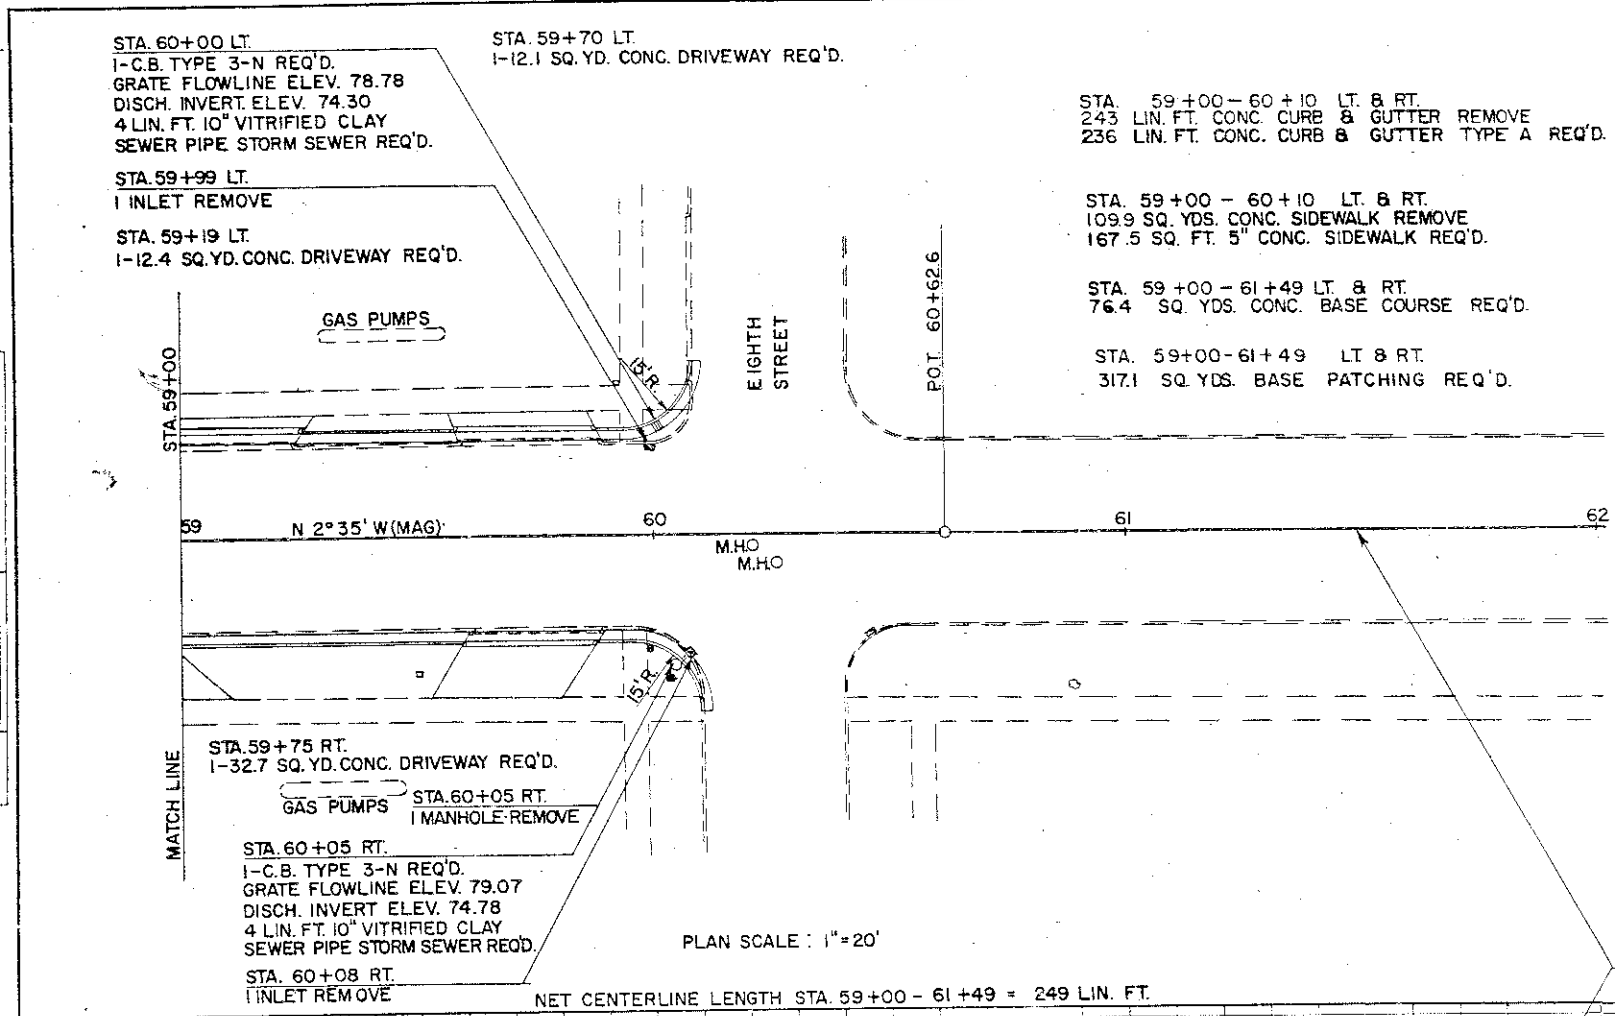 STA. 60+00 LT.
1-C.B. TYPE 3-N REQ'D.
GRATE FLOWLINE ELEV. 78.78
DISCH. INVERT. ELEV. 74.30
4 LIN. FT. 10" VITRIFIED CLAY
SEWER PIPE STORM SEWER REQ'D.
STA. 59+99 LT.
1 INLET REMOVE
STA. 59+19 LT.
1-12.4 SQ. YD. CONC. DRIVEWAY REQ'D.
STA. 59+70 LT.
1-12.1 SQ. YD. CONC. DRIVEWAY REQ'D.
STA. 59+00-60+10 LT. & RT.
243 LIN. FT. CONC. CURB & GUTTER REMOVE
236 LIN. FT. CONC. CURB & GUTTER TYPE A REQ'D.
STA. 59+00 - 60+10 LT. & RT.
109.9 SQ. YDS. CONC. SIDEWALK REMOVE
167.5 SQ. FT. 5" CONC. SIDEWALK REQ'D.
STA. 59+00-61+49 LT. & RT.
76.4 SQ. YDS. CONC. BASE COURSE REQ'D.
STA. 59+00-61+49 LT & RT.
317.1 SQ. YDS. BASE PATCHING REQ'D.
GAS PUMPS
STA. 59+00
15' R.
EIGHTH
STREET
P.O.T. 60+62.6
59
N 2° 35' W (MAG)
60
61
62
M.H.
M.H.
15' R.
MATCH LINE
STA. 59+75 RT.
1-32.7 SQ. YD. CONC. DRIVEWAY REQ'D.
GAS PUMPS
STA. 60+05 RT.
1 MANHOLE-REMOVE
STA. 60+05 RT.
1-C.B. TYPE 3-N REQ'D.
GRATE FLOWLINE ELEV. 79.07
DISCH. INVERT ELEV. 74.78
4 LIN. FT. 10" VITRIFIED CLAY
SEWER PIPE STORM SEWER REQ'D.
STA. 60+08 RT.
1 INLET REMOVE
PLAN SCALE : 1"=20'
NET CENTERLINE LENGTH STA. 59+00 - 61+49 = 249 LIN. FT.